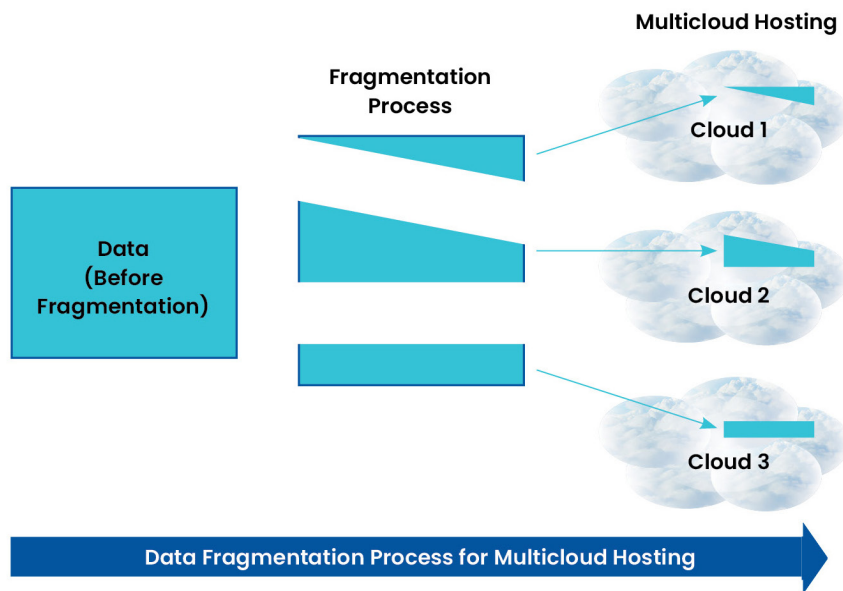 Multicloud Hosting
Fragmentation
Process
Cloud 1
Data
(Before
Fragmentation)
Cloud 2
Cloud 3
Data Fragmentation Process for Multicloud Hosting